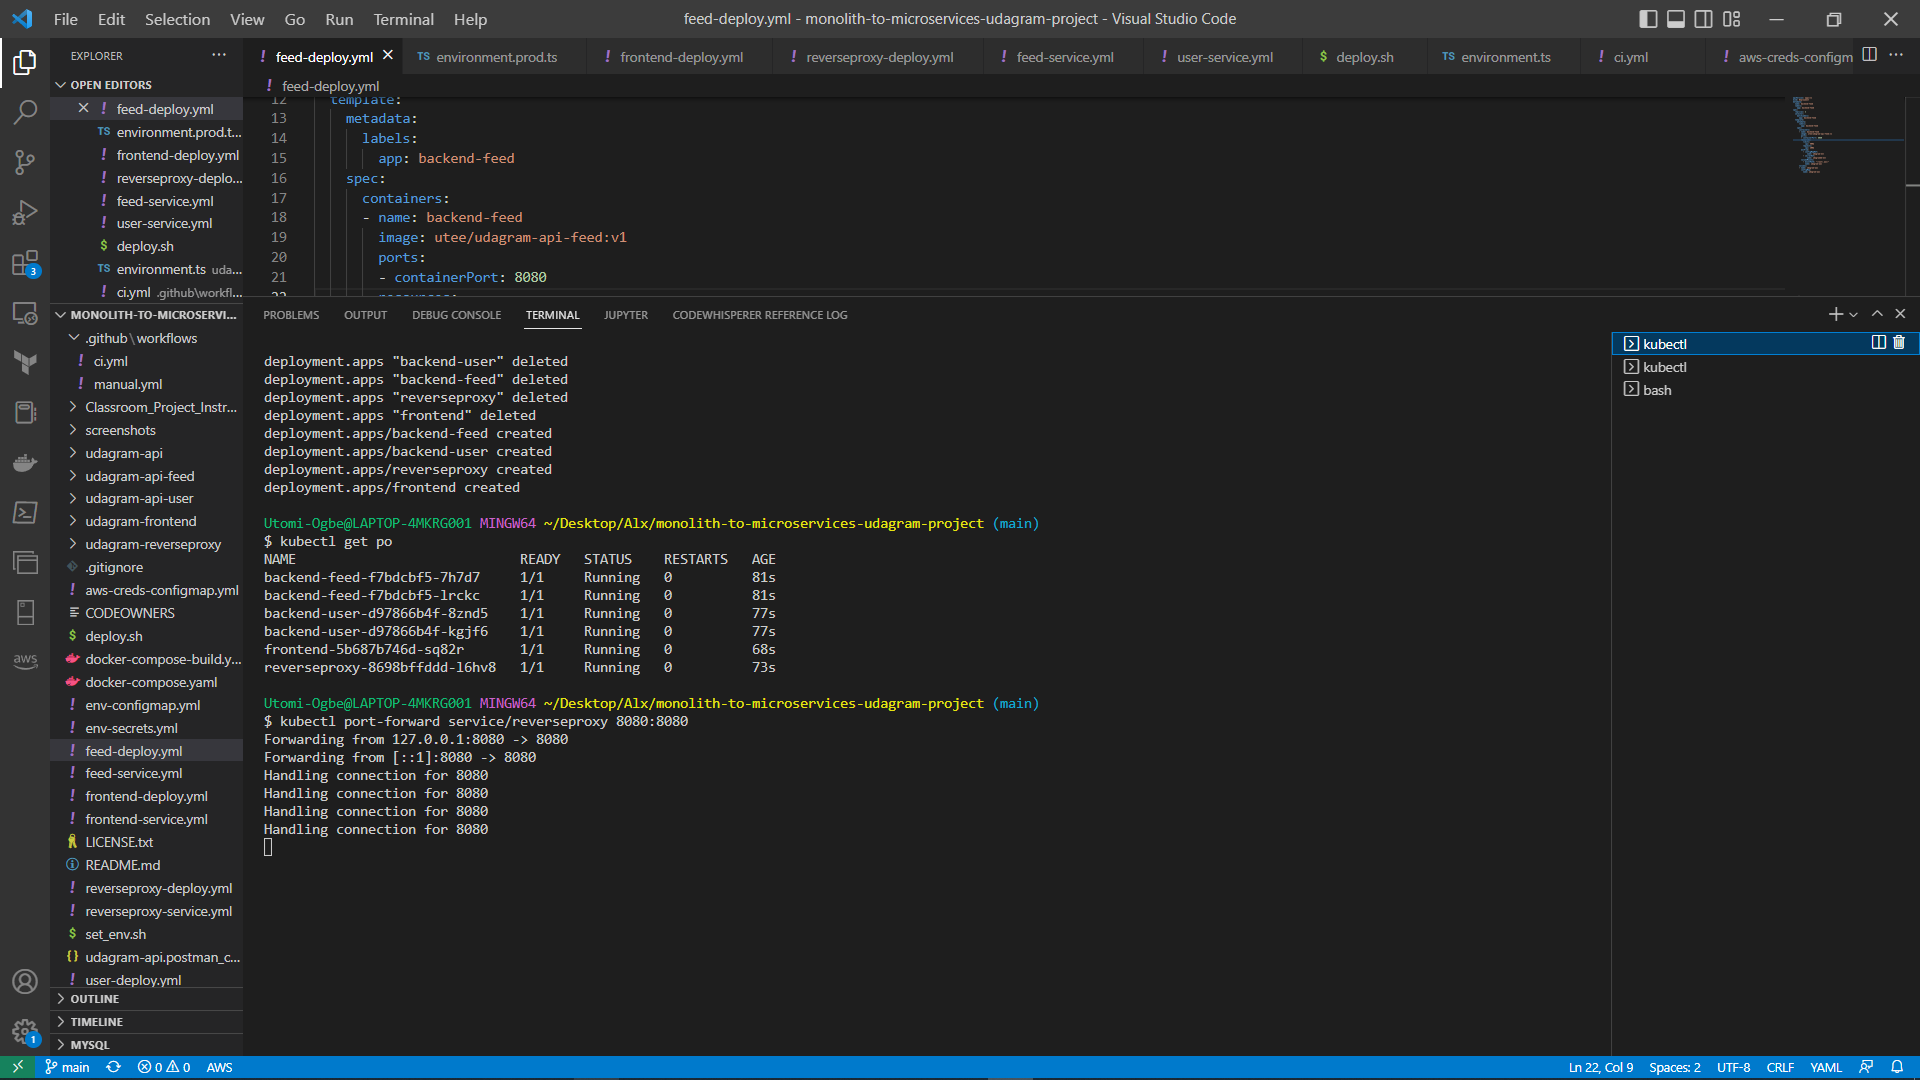 File Edit Selection View Go Run Terminal Help
feed-deploy.yml - monolith-to-microservices-udagram-project - Visual Studio Code
EXPLORER
OPEN EDITORS
feed-deploy.yml
environment.prod.t...
frontend-deploy.yml
reverseproxy-deplo...
feed-service.yml
user-service.yml
deploy.sh
environment.ts uda...
ci.yml .github\workfl...
MONOLITH-TO-MICROSERVI...
.github\workflows
ci.yml
manual.yml
Classroom_Project_Instr...
screenshots
udagram-api
udagram-api-feed
udagram-api-user
udagram-frontend
udagram-reverseproxy
.gitignore
aws-creds-configmap.yml
CODEOWNERS
deploy.sh
docker-compose-build.y...
docker-compose.yaml
env-configmap.yml
env-secrets.yml
feed-deploy.yml
feed-service.yml
frontend-deploy.yml
frontend-service.yml
LICENSE.txt
README.md
reverseproxy-deploy.yml
reverseproxy-service.yml
set_env.sh
udagram-api.postman_c...
user-deploy.yml
OUTLINE
TIMELINE
MYSQL
feed-deploy.yml
TS environment.prod.ts
frontend-deploy.yml
reverseproxy-deploy.yml
feed-service.yml
user-service.yml
$ deploy.sh
TS environment.ts
ci.yml
aws-creds-configm
feed-deploy.yml
12 template:
13 metadata:
14 labels:
15 app: backend-feed
16 spec:
17 containers:
18 - name: backend-feed
19 image: utee/udagram-api-feed:v1
20 ports:
21 - containerPort: 8080
22 resources:
PROBLEMS OUTPUT DEBUG CONSOLE TERMINAL JUPYTER CODEWHISPERER REFERENCE LOG
deployment.apps "backend-user" deleted
deployment.apps "backend-feed" deleted
deployment.apps "reverseproxy" deleted
deployment.apps "frontend" deleted
deployment.apps/backend-feed created
deployment.apps/backend-user created
deployment.apps/reverseproxy created
deployment.apps/frontend created
Utomi-Ogbe@LAPTOP-4MKRG001 MINGW64 ~/Desktop/Alx/monolith-to-microservices-udagram-project (main)
$ kubectl get po
NAME READY STATUS RESTARTS AGE
backend-feed-f7bdcbf5-7h7d7 1/1 Running 0 81s
backend-feed-f7bdcbf5-lrckc 1/1 Running 0 81s
backend-user-d97866b4f-8znd5 1/1 Running 0 77s
backend-user-d97866b4f-kgjf6 1/1 Running 0 77s
frontend-5b687b746d-sq82r 1/1 Running 0 68s
reverseproxy-8698bffddd-l6hv8 1/1 Running 0 73s
Utomi-Ogbe@LAPTOP-4MKRG001 MINGW64 ~/Desktop/Alx/monolith-to-microservices-udagram-project (main)
$ kubectl port-forward service/reverseproxy 8080:8080
Forwarding from 127.0.0.1:8080 -> 8080
Forwarding from [::1]:8080 -> 8080
Handling connection for 8080
Handling connection for 8080
Handling connection for 8080
Handling connection for 8080
kubectl
kubectl
bash
aws
3
1
main 0 0 AWS
Ln 22, Col 9 Spaces: 2 UTF-8 CRLF YAML